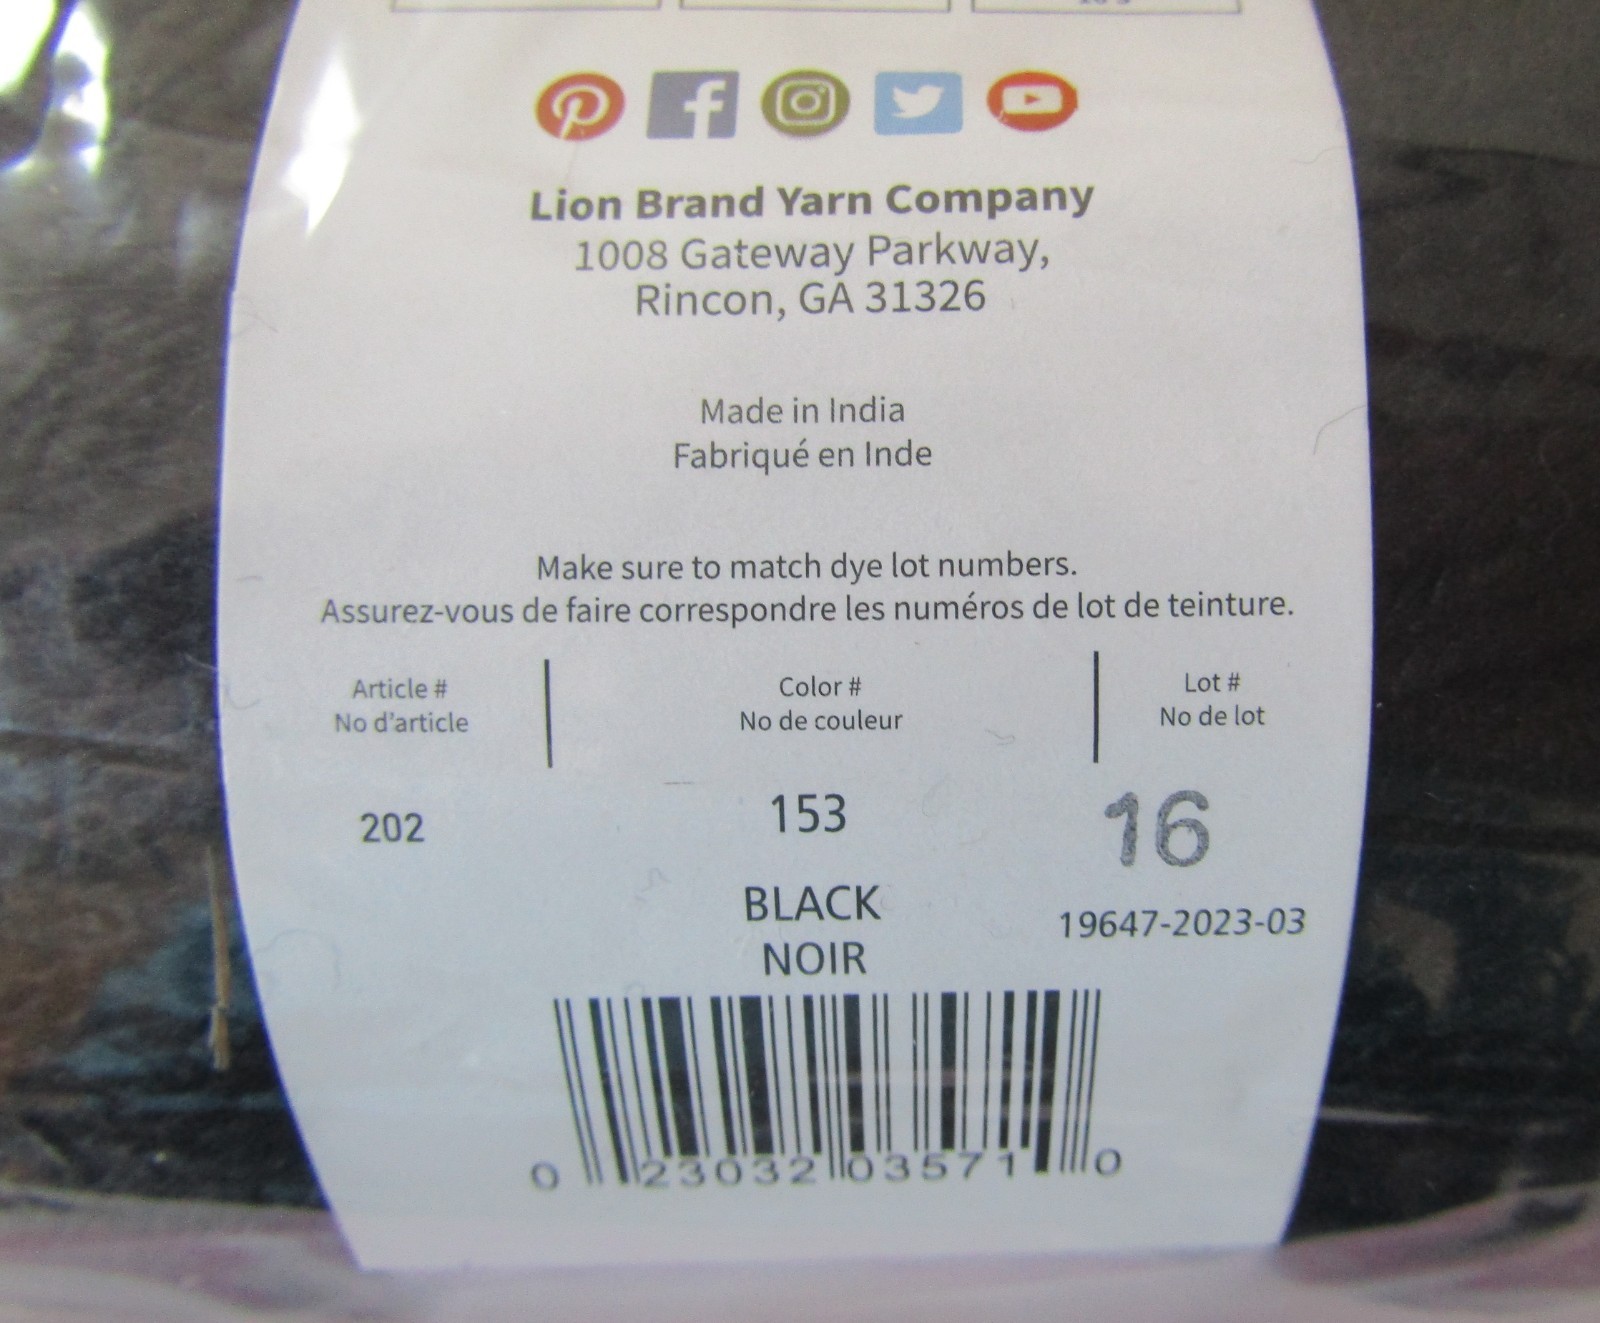 Lion Brand Yarn Company
1008 Gateway Parkway,
Rincon, GA 31326
Made in India
Fabriqué en Inde
Make sure to match dye lot numbers.
Assurez-vous de faire correspondre les numéros de lot de teinture.
Article #
No d'article
202
Color #
No de couleur
153
BLACK
NOIR
Lot #
No de lot
16
19647-2023-03
0 23032 03571 0